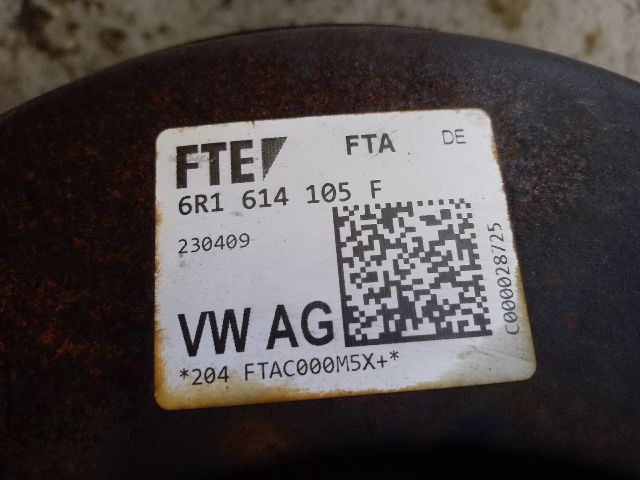 FTE FTA DE
6R1 614 105 F
230409
C000028725
VW AG
*204 FTAC000M5X+*